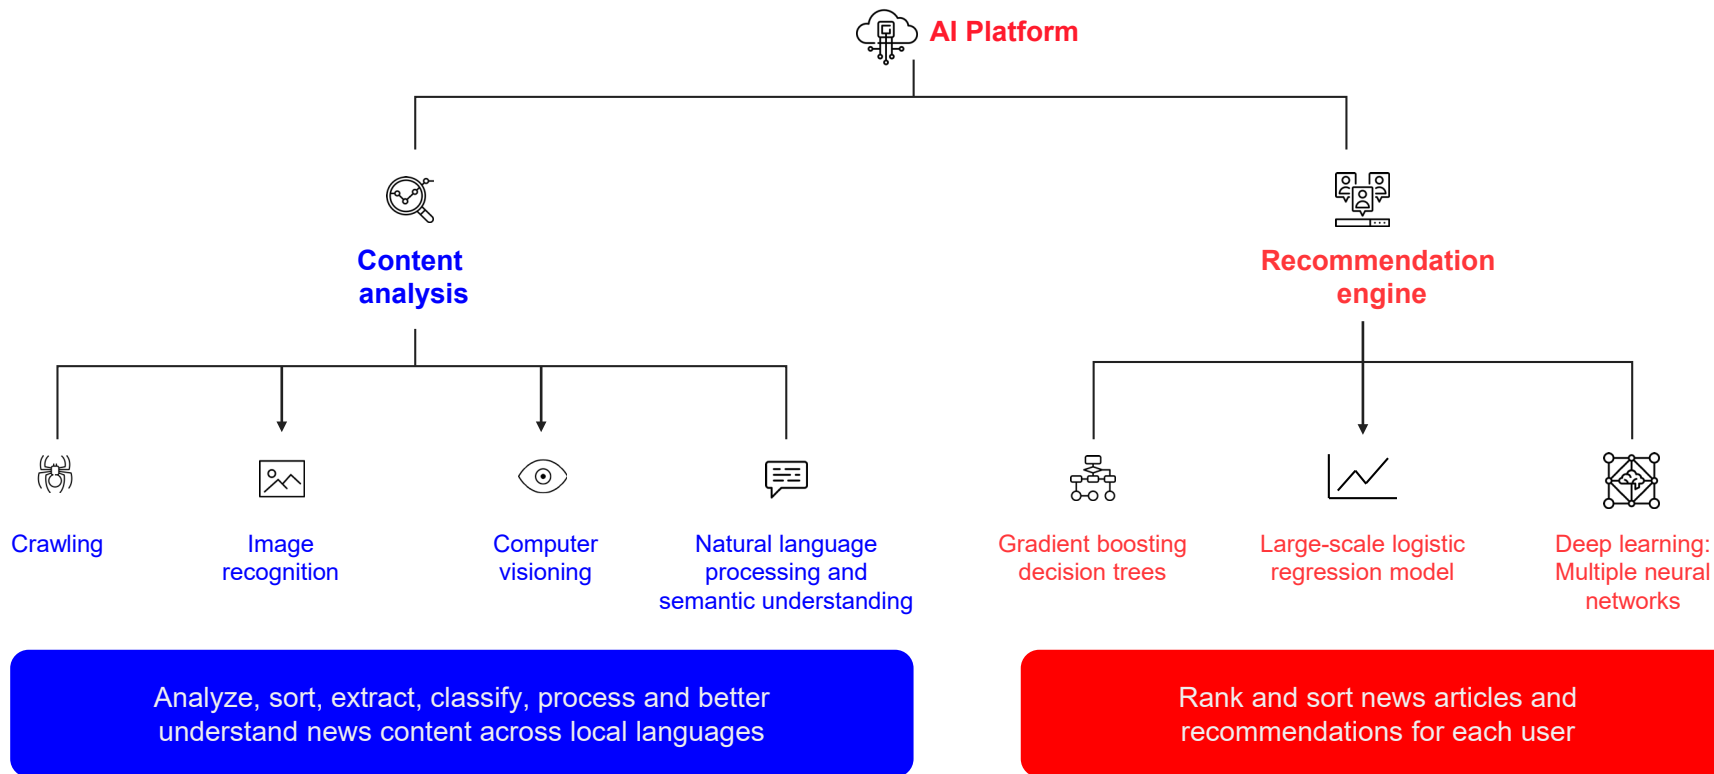 AI Platform
Content
analysis
Recommendation
engine
Crawling
Image
recognition
Computer
visioning
Natural language
processing and
semantic understanding
Gradient boosting
decision trees
Large-scale logistic
regression model
Deep learning:
Multiple neural
networks
Analyze, sort, extract, classify, process and better
understand news content across local languages
Rank and sort news articles and
recommendations for each user